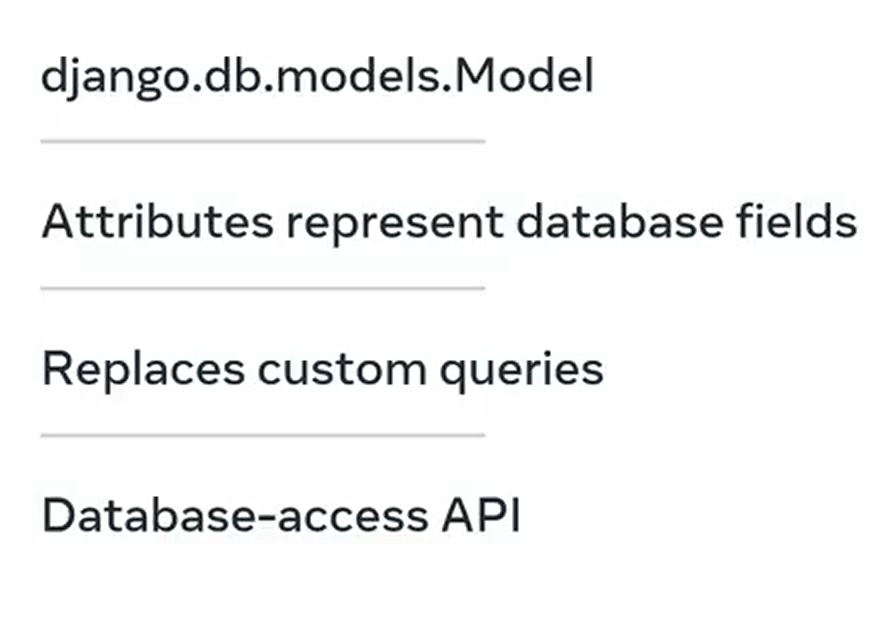 django.db.models.Model
Attributes represent database fields
Replaces custom queries
Database-access API